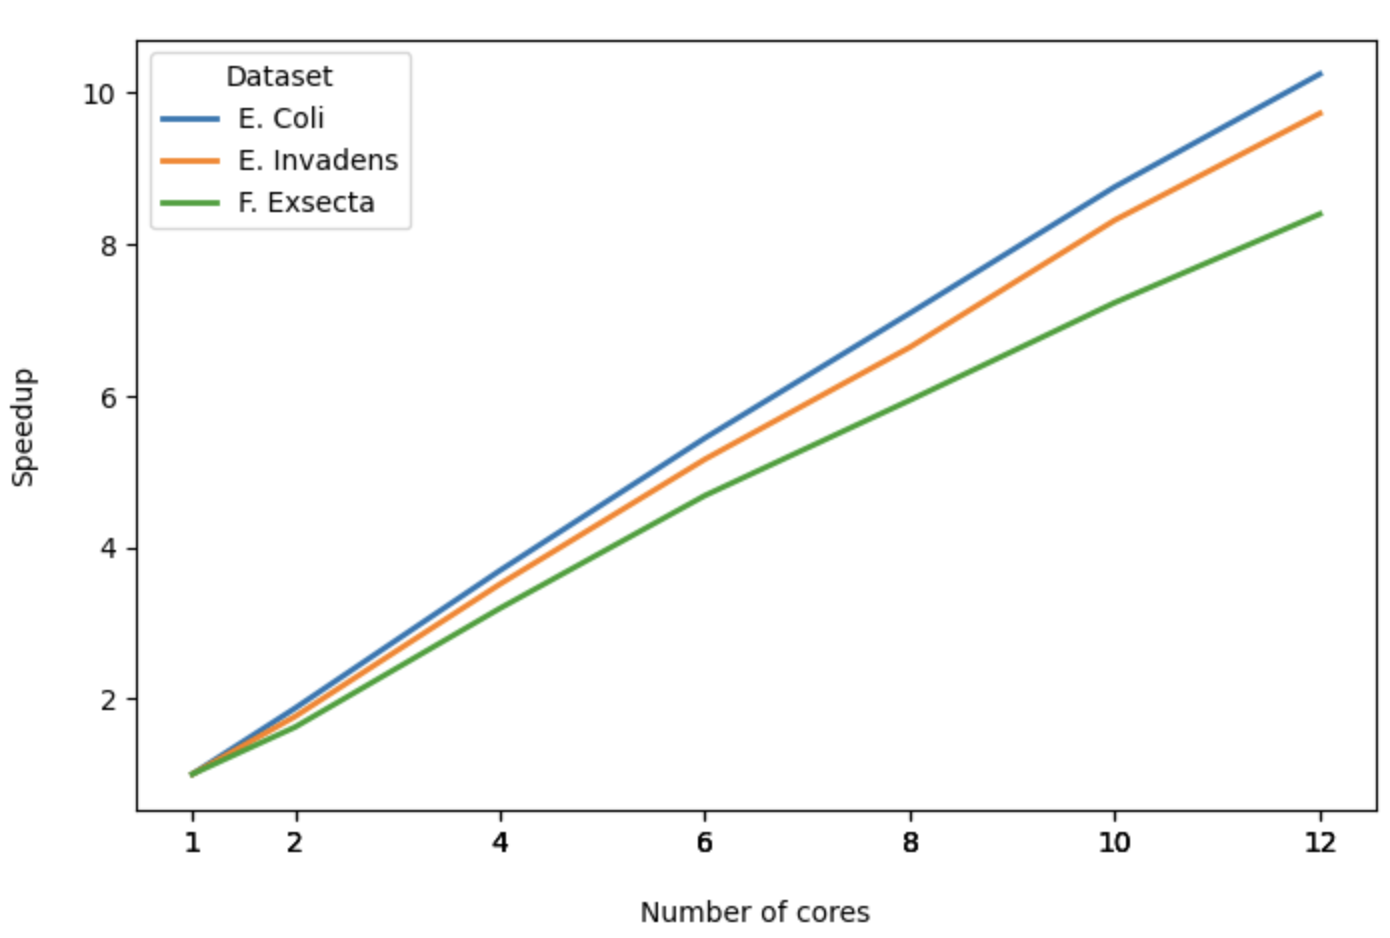 Dataset
E. Coli
E. Invadens
F. Exsecta
10
8
6
4
2
Speedup
1 2 4 6 8 10 12
Number of cores